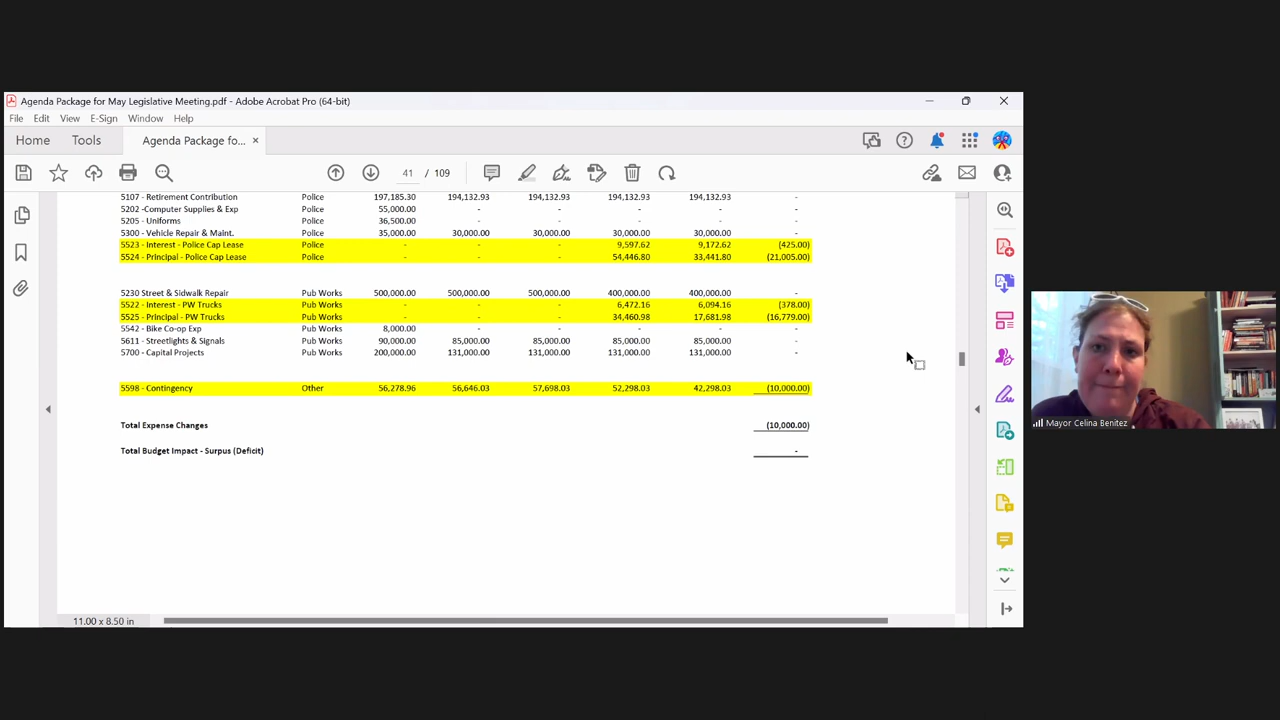 Agenda Package for May Legislative Meeting.pdf - Adobe Acrobat Pro (64-bit)
File Edit View E-Sign Window Help
Home Tools Agenda Package fo... ×
41 / 109
5107 - Retirement Contribution Police 197,185.30 194,132.93 194,132.93 194,132.93 194,132.93 -
5202 -Computer Supplies & Exp Police 55,000.00 - - - - -
5205 - Uniforms Police 36,500.00 - - - - -
5300 - Vehicle Repair & Maint. Police 35,000.00 30,000.00 30,000.00 30,000.00 30,000.00 -
5523 - Interest - Police Cap Lease Police - - - 9,597.62 9,172.62 (425.00)
5524 - Principal - Police Cap Lease Police - - - 54,446.80 33,441.80 (21,005.00)
5230 Street & Sidwalk Repair Pub Works 500,000.00 500,000.00 500,000.00 400,000.00 400,000.00 -
5522 - Interest - PW Trucks Pub Works - - - 6,472.16 6,094.16 (378.00)
5525 - Principal - PW Trucks Pub Works - - - 34,460.98 17,681.98 (16,779.00)
5542 - Bike Co-op Exp Pub Works 8,000.00 - - - - -
5611 - Streetlights & Signals Pub Works 90,000.00 85,000.00 85,000.00 85,000.00 85,000.00 -
5700 - Capital Projects Pub Works 200,000.00 131,000.00 131,000.00 131,000.00 131,000.00 -
5598 - Contingency Other 56,278.96 56,646.03 57,698.03 52,298.03 42,298.03 (10,000.00)
Total Expense Changes (10,000.00)
Total Budget Impact - Surpus (Deficit) -
11.00 x 8.50 in
Mayor Celina Benitez